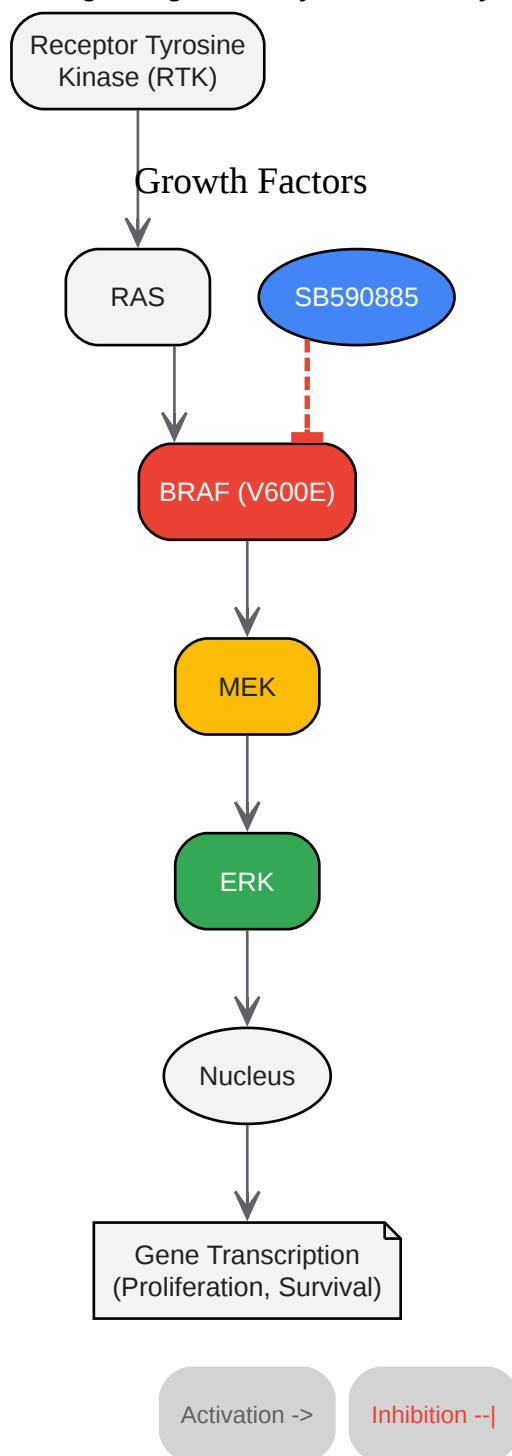 Receptor Tyrosine
Kinase (RTK)
Growth Factors
RAS
SB590885
BRAF (V600E)
MEK
ERK
Nucleus
Gene Transcription
(Proliferation, Survival)
Activation ->
Inhibition --|